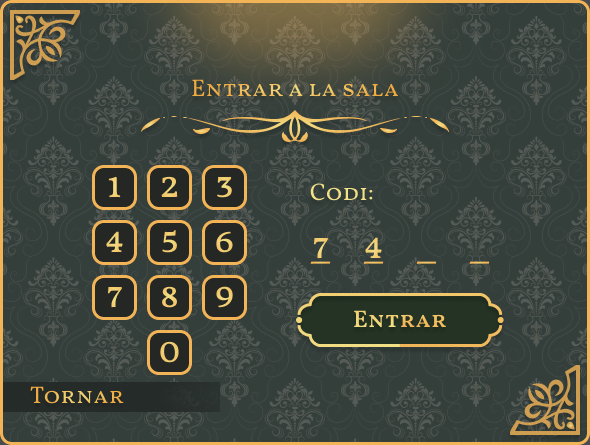 Entrar a la sala
1 2 3
Codi:
4 5 6
7 4 _ _
7 8 9
Entrar
0
Tornar